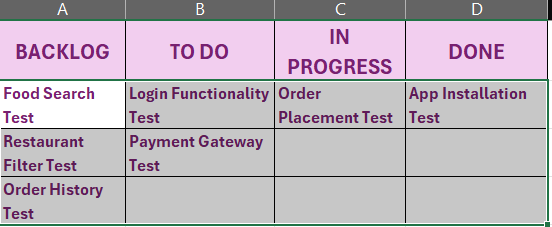 A B C D
BACKLOG TO DO IN PROGRESS DONE
Food Search Test Login Functionality Test Order Placement Test App Installation Test
Restaurant Filter Test Payment Gateway Test
Order History Test